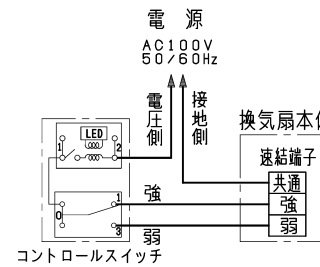 電源
AC100V
50/60Hz
電圧側
接地側
換気扇本体
速結端子
LED
1
2
共通
強
強
1
0
弱
3
弱
コントロールスイッチ